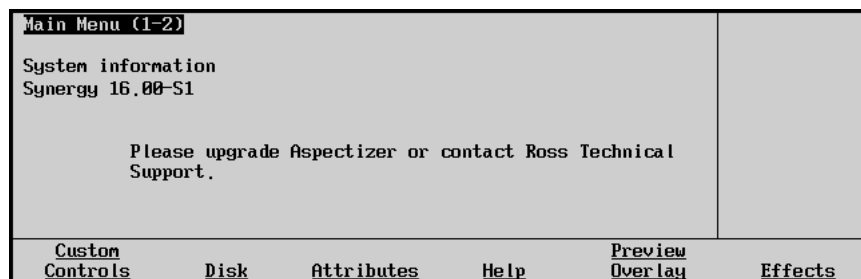 Main Menu (1-2)
System information
Synergy 16.00-S1
Please upgrade Aspectizer or contact Ross Technical
Support.
Custom
Controls
Disk
Attributes
Help
Preview
Overlay
Effects